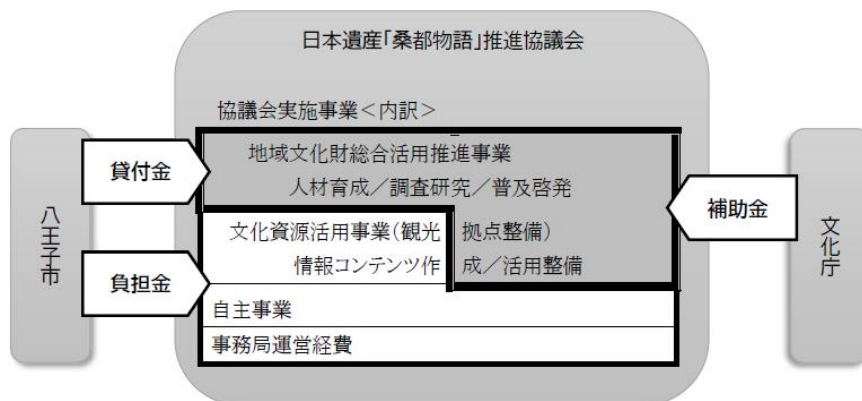 日本遺産「桑都物語」推進協議会
協議会実施事業＜内訳＞
八王子市
貸付金
負担金
地域文化財総合活用推進事業
人材育成／調査研究／普及啓発
文化資源活用事業（観光拠点整備）
情報コンテンツ作成／活用整備
自主事業
事務局運営経費
補助金
文化庁